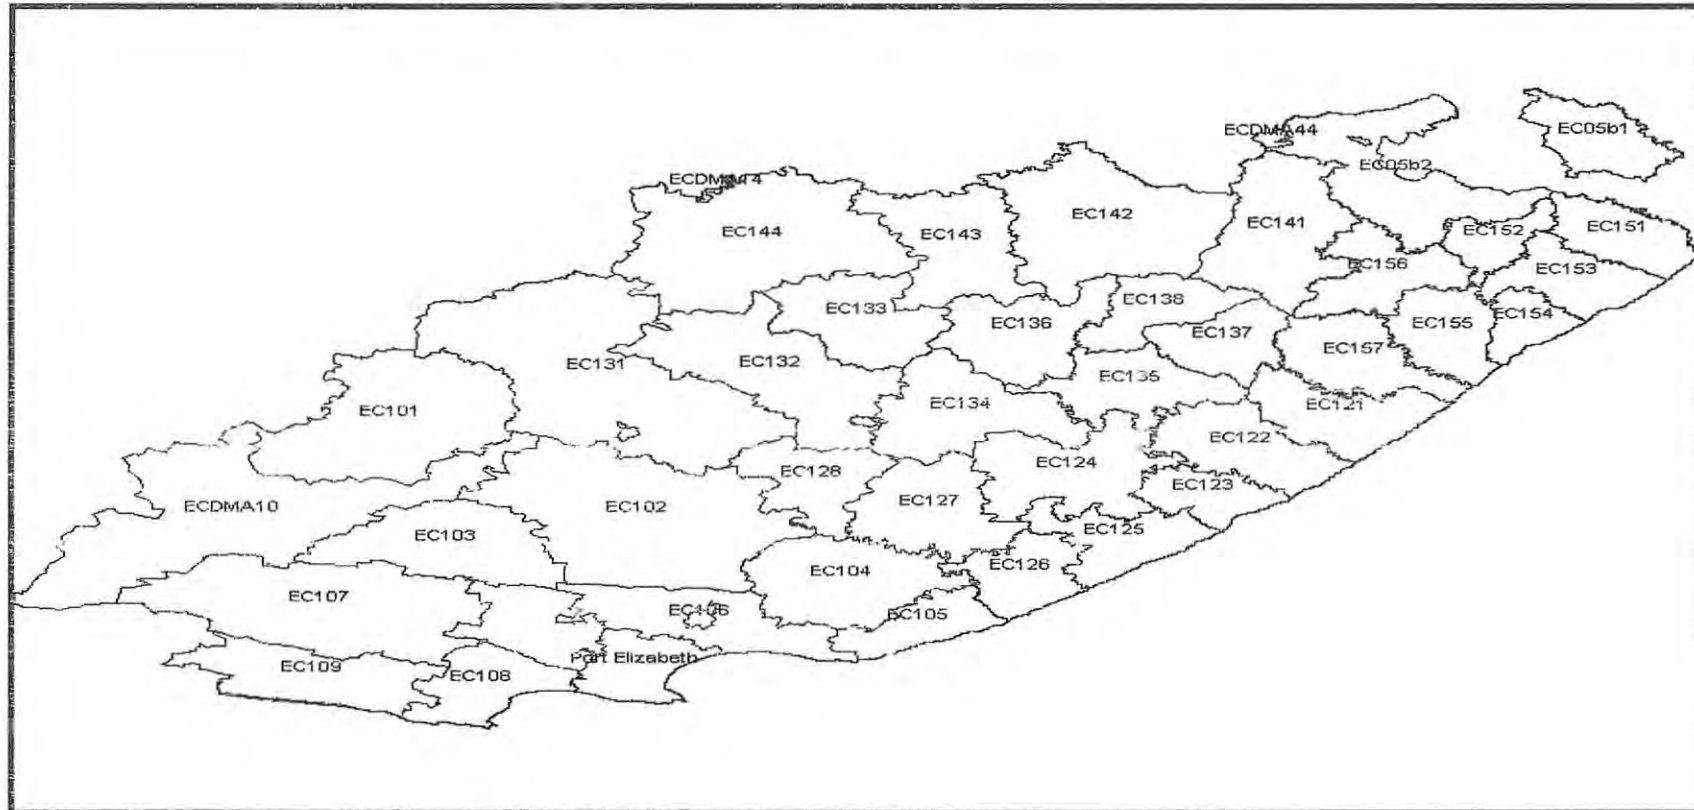 EC05b1
ECDMA44
EC05b2
ECDMA14
EC142
EC144
EC143
EC141
EC152
EC151
EC156
EC153
EC138
EC133
EC136
EC154
EC137
EC155
EC157
EC131
EC132
EC135
EC134
EC121
EC101
EC122
EC124
EC128
EC123
EC127
ECDMA10
EC102
EC125
EC103
EC126
EC104
EC107
EC106
EC105
Port Elizabeth
EC109
EC108